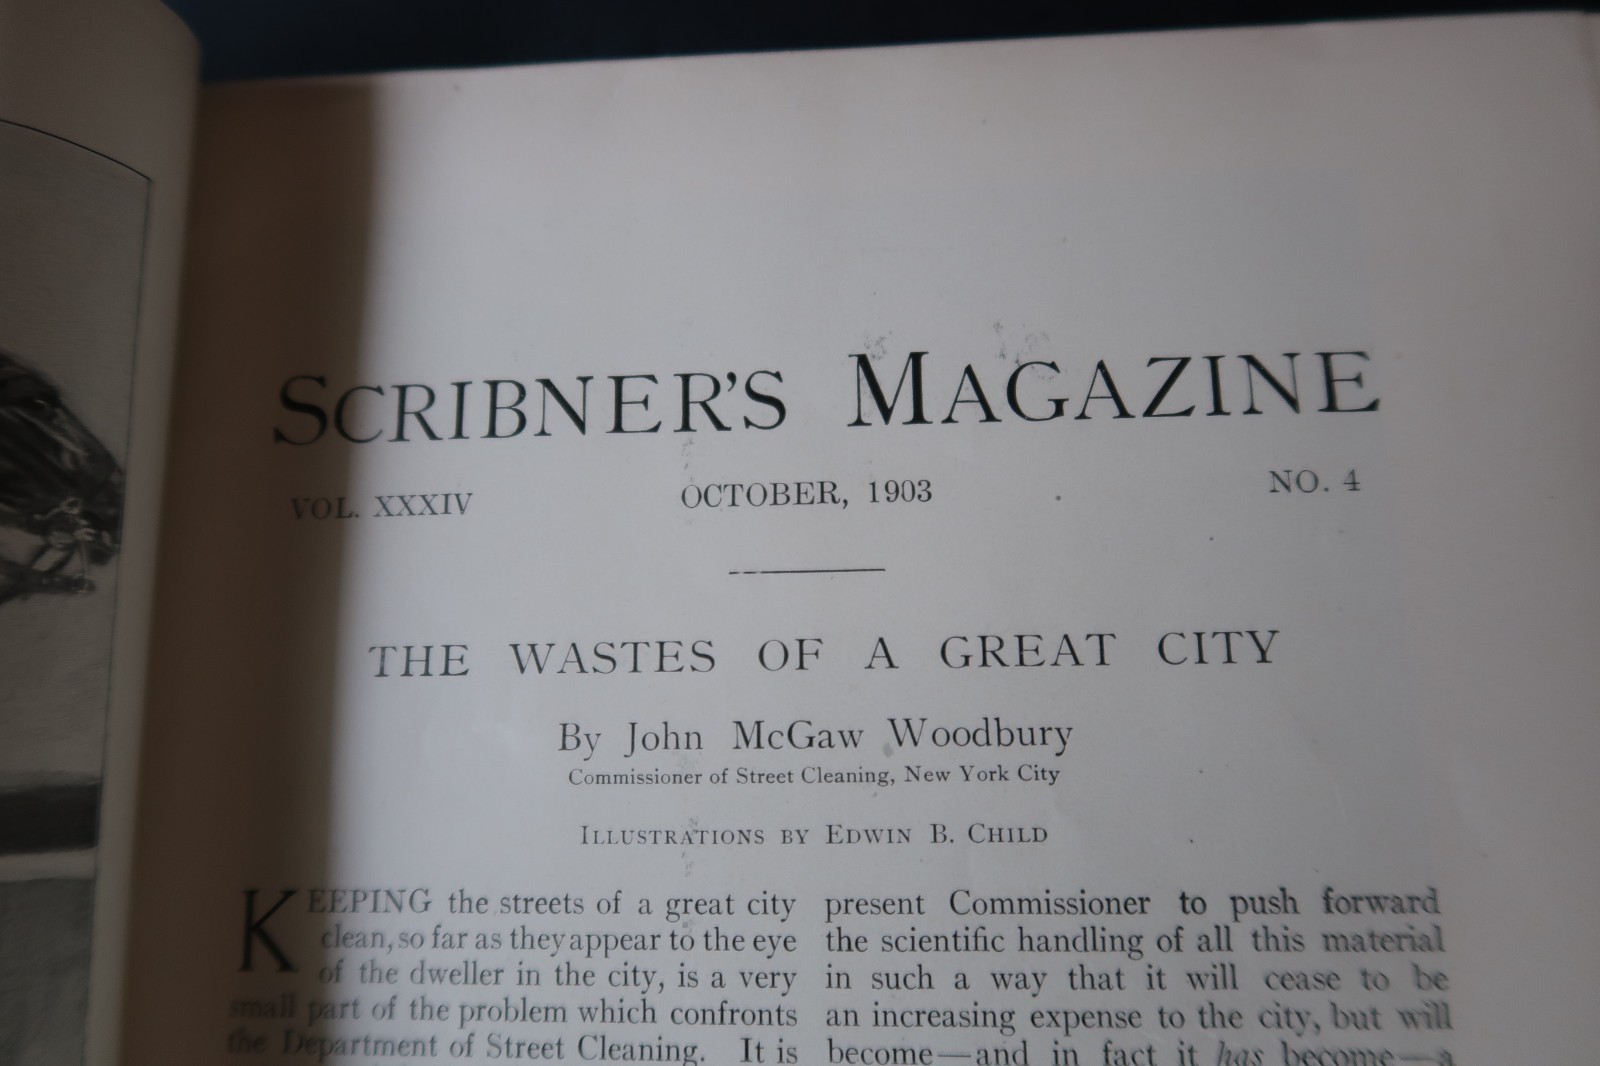 SCRIBNER'S MAGAZINE
VOL. XXXIV OCTOBER, 1903 NO. 4
THE WASTES OF A GREAT CITY
By John McGaw Woodbury
Commissioner of Street Cleaning, New York City
ILLUSTRATIONS BY EDWIN B. CHILD
KEEPING the streets of a great city
clean, so far as they appear to the eye
of the dweller in the city, is a very
small part of the problem which confronts
the Department of Street Cleaning. It is
present Commissioner to push forward
the scientific handling of all this material
in such a way that it will cease to be
an increasing expense to the city, but will
become—and in fact it has become—a